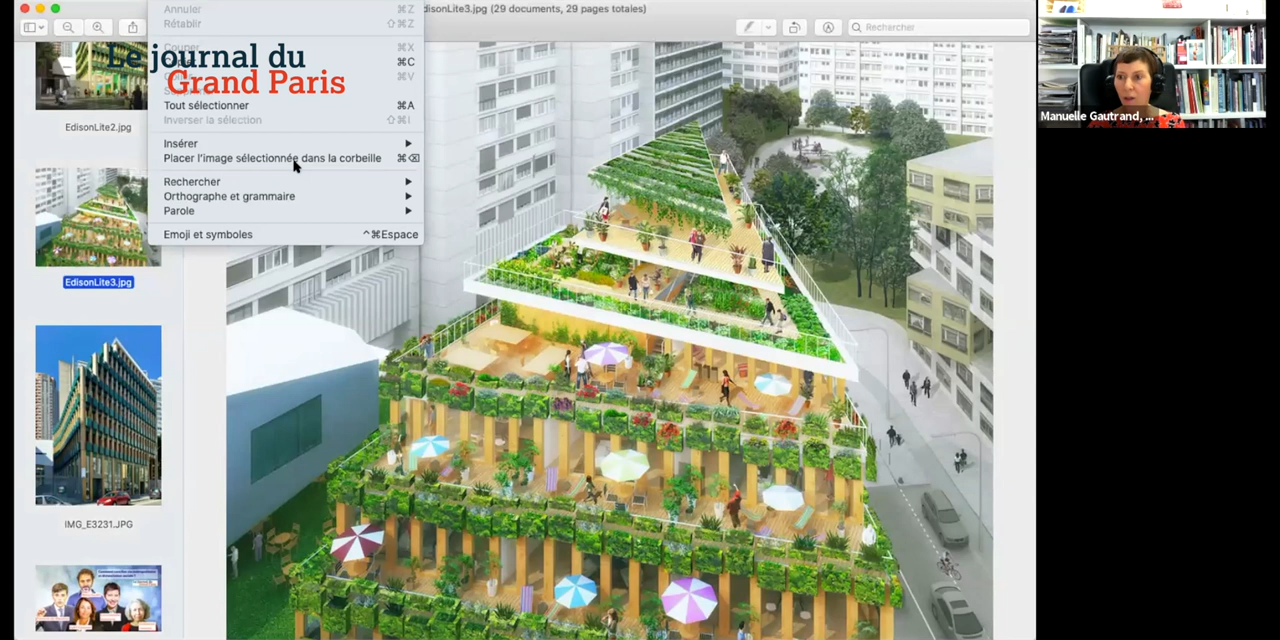 disonLite3.jpg (29 documents, 29 pages totales)
Rechercher
Annuler ⌘Z
Rétablir ⇧⌘Z
⌘X
⌘C
⌘V
Le journal du
Grand Paris
Tout sélectionner ⌘A
Inverser la sélection ⇧⌘I
Insérer
Placer l'image sélectionnée dans la corbeille ⌘⌫
Rechercher
Orthographe et grammaire
Parole
Emoji et symboles ^⌘Espace
EdisonLite2.jpg
EdisonLite3.jpg
IMG_E3231.JPG
Manuelle Gautrand, ...